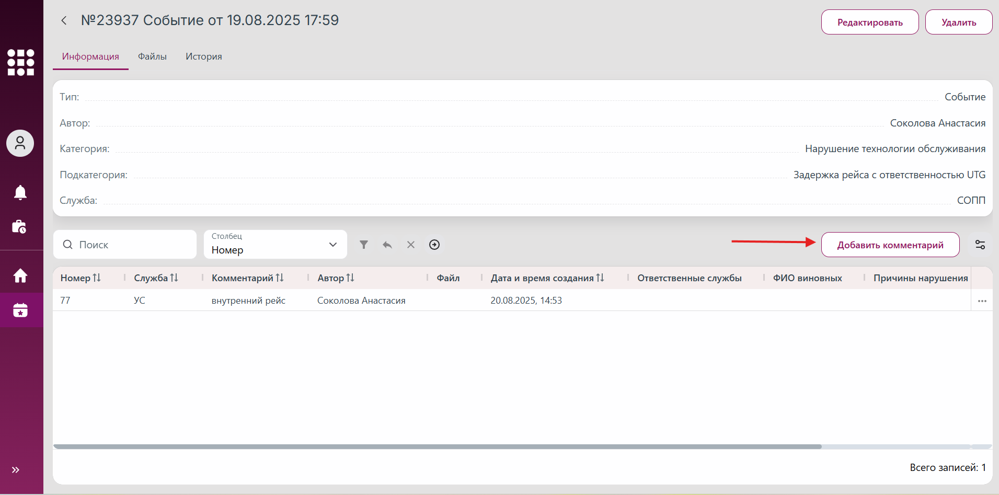 №23937 Событие от 19.08.2025 17:59
Редактировать
Удалить
Информация
Файлы
История
Тип:
Событие
Автор:
Соколова Анастасия
Категория:
Нарушение технологии обслуживания
Подкатегория:
Задержка рейса с ответственностью UTG
Служба:
СОПП
Поиск
Столбец
Номер
Добавить комментарий
Номер
Служба
Комментарий
Автор
Файл
Дата и время создания
Ответственные службы
ФИО виновных
Причины нарушения
77
УС
внутренний рейс
Соколова Анастасия
20.08.2025, 14:53
Всего записей: 1